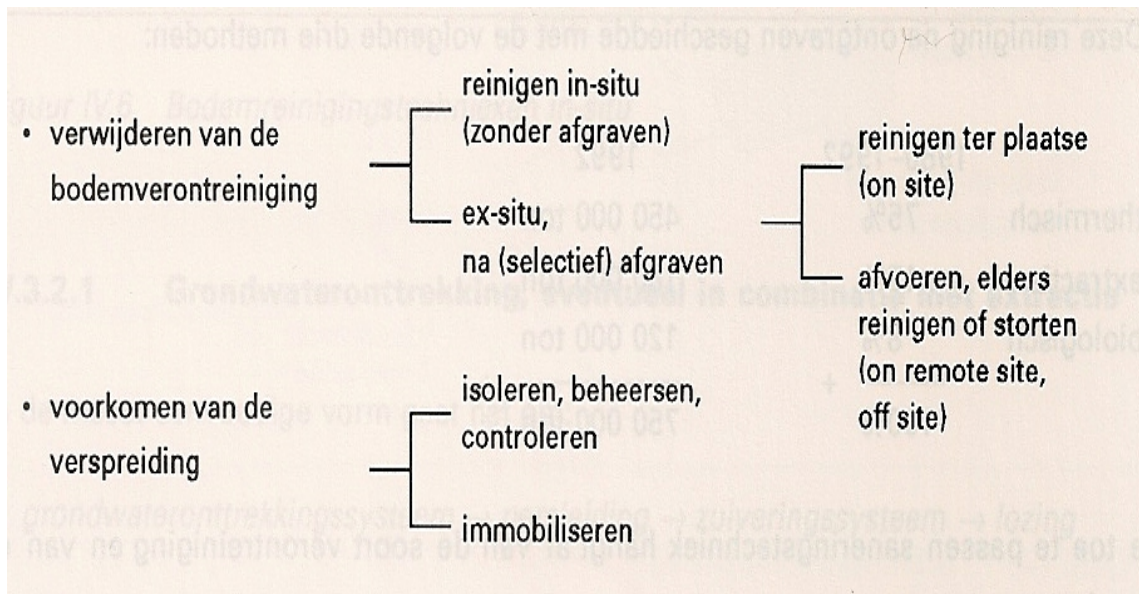 • verwijderen van de
bodemverontreiniging
reinigen in-situ
(zonder afgraven)
ex-situ,
na (selectief) afgraven
reinigen ter plaatse
(on site)
afvoeren, elders
reinigen of storten
(on remote site,
off site)
• voorkomen van de
verspreiding
isoleren, beheersen,
controleren
immobiliseren